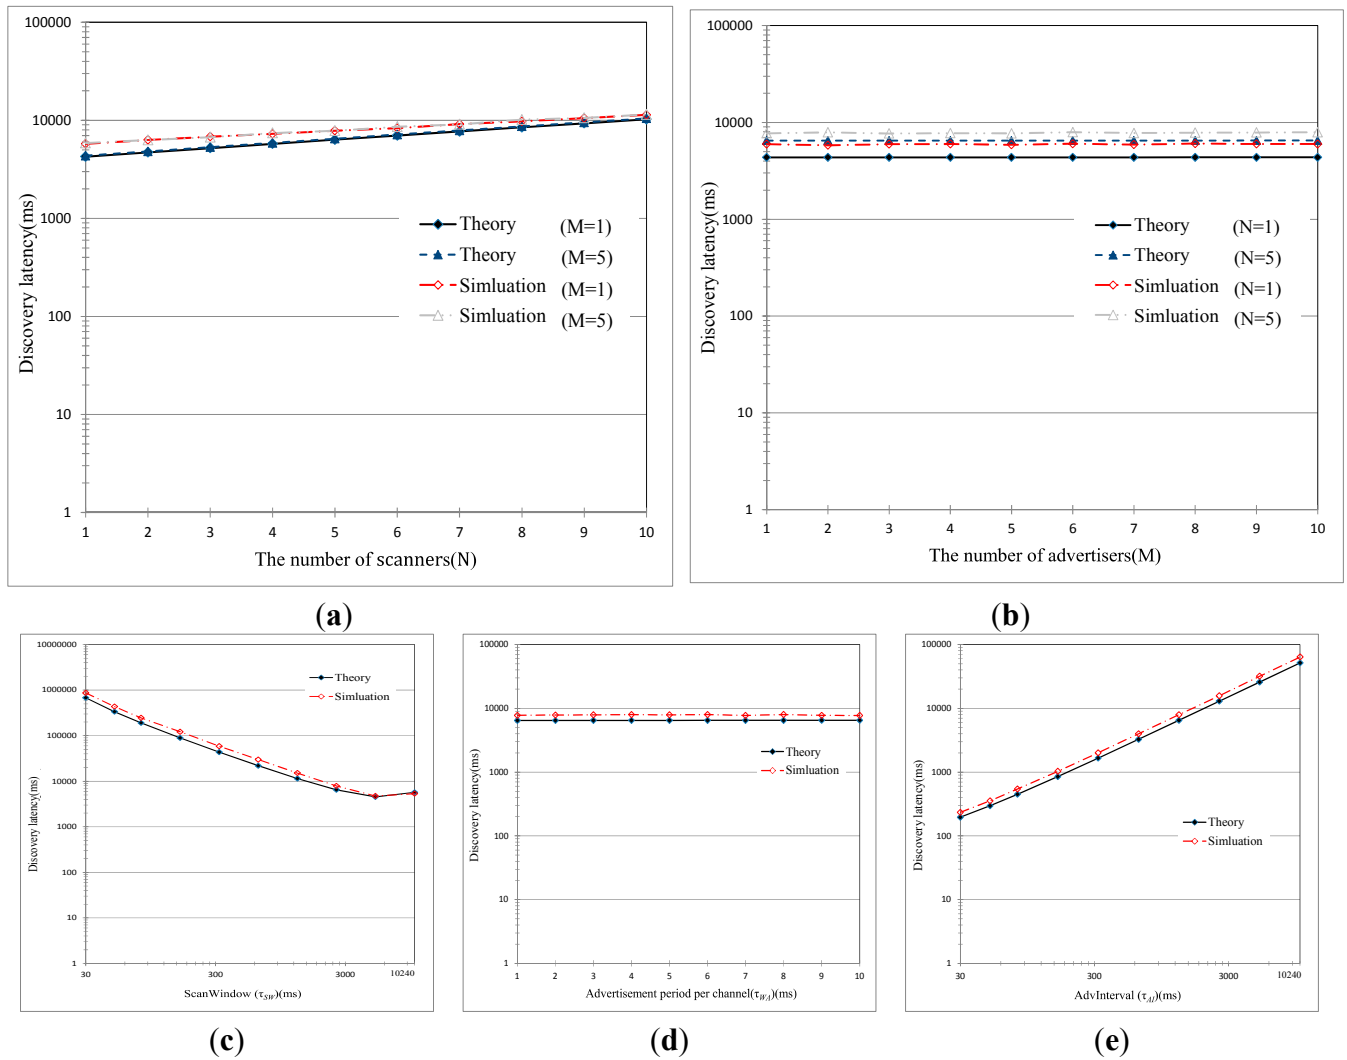 100000
10000
1000
100
10
1
Discovery latency(ms)
Theory (M=1)
Theory (M=5)
Simluation (M=1)
Simluation (M=5)
1 2 3 4 5 6 7 8 9 10
The number of scanners(N)
(a)
100000
10000
1000
100
10
1
Discovery latency(ms)
Theory (N=1)
Theory (N=5)
Simluation (N=1)
Simluation (N=5)
1 2 3 4 5 6 7 8 9 10
The number of advertisers(M)
(b)
10000000
1000000
100000
10000
1000
100
10
1
Discovery latency(ms)
Theory
Simluation
30 300 3000 10240
ScanWindow (τSW)(ms)
(c)
100000
10000
1000
100
10
1
Discovery latency(ms)
Theory
Simluation
1 2 3 4 5 6 7 8 9 10
Advertisement period per channel(τWA)(ms)
(d)
100000
10000
1000
100
10
1
Discovery latency(ms)
Theory
Simluation
30 300 3000 10240
AdvInterval (τAI)(ms)
(e)